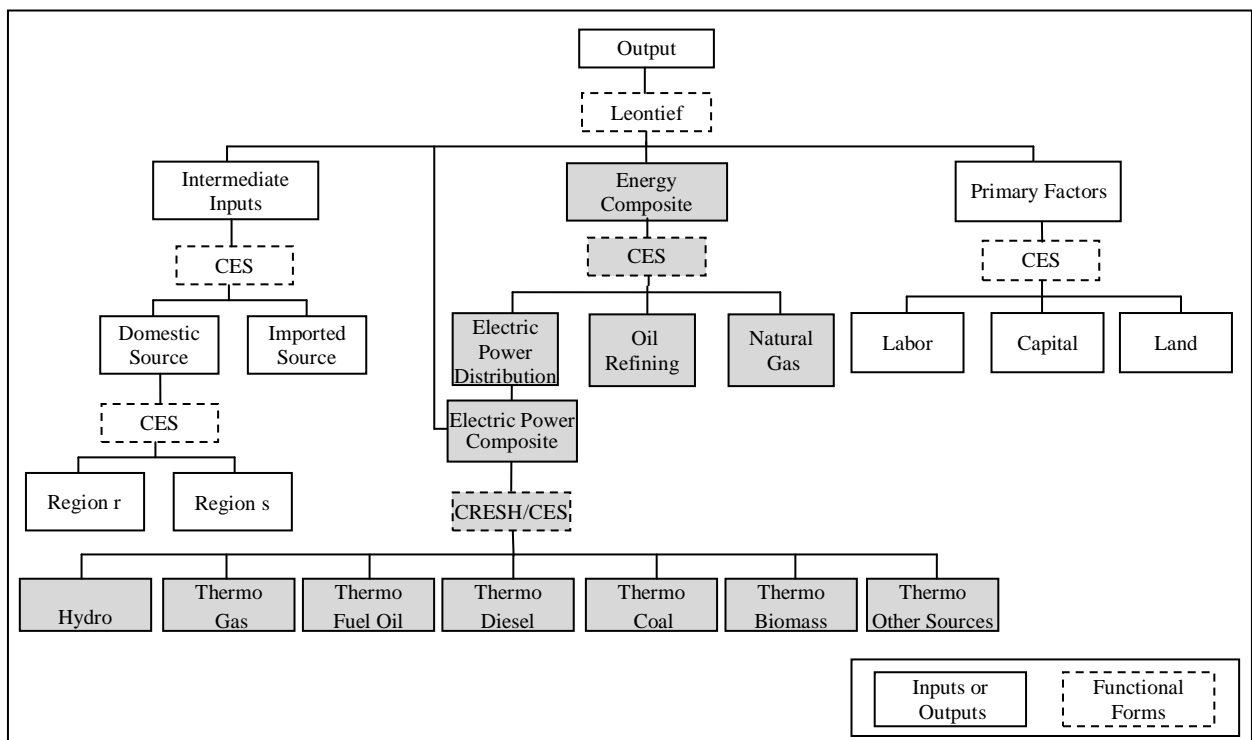 Output
Leontief
Intermediate
Inputs
Energy
Composite
Primary Factors
CES
CES
CES
Domestic
Source
Imported
Source
Electric
Power
Distribution
Oil
Refining
Natural
Gas
Labor
Capital
Land
CES
Electric Power
Composite
Region r
Region s
CRESH/CES
Hydro
Thermo
Gas
Thermo
Fuel Oil
Thermo
Diesel
Thermo
Coal
Thermo
Biomass
Thermo
Other Sources
Inputs or
Outputs
Functional
Forms